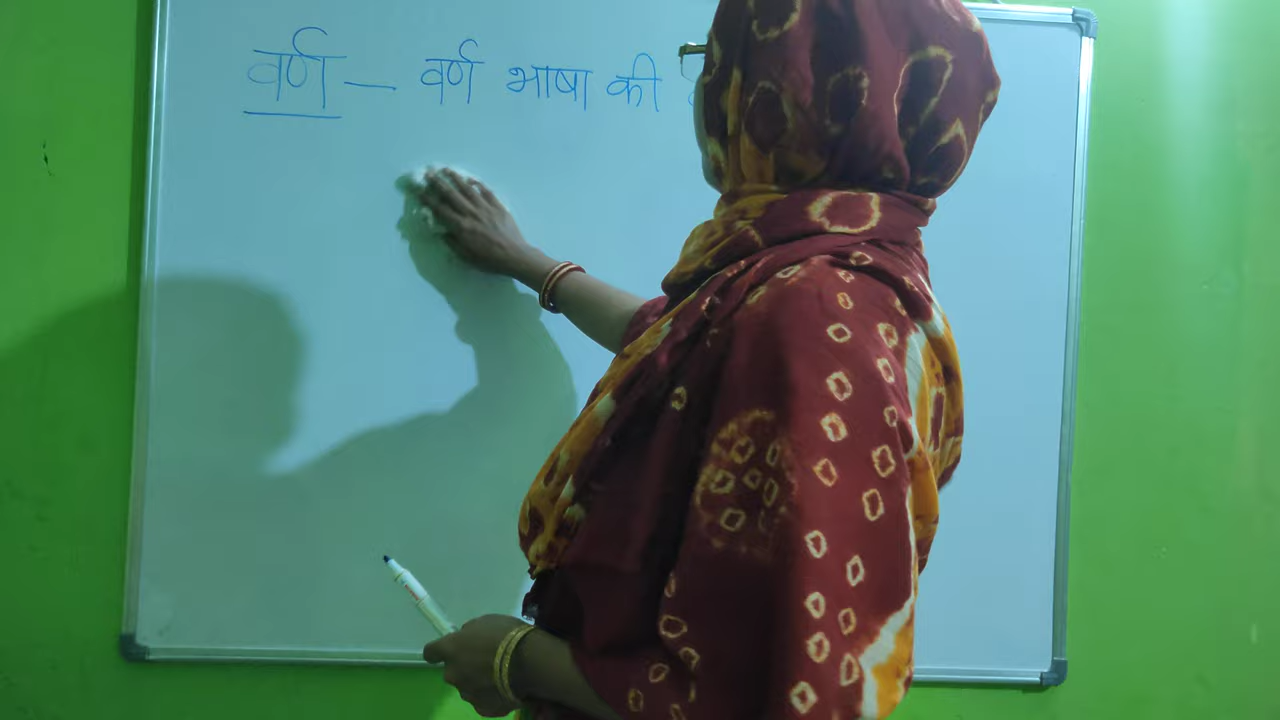 वर्ण — वर्ण भाषा की